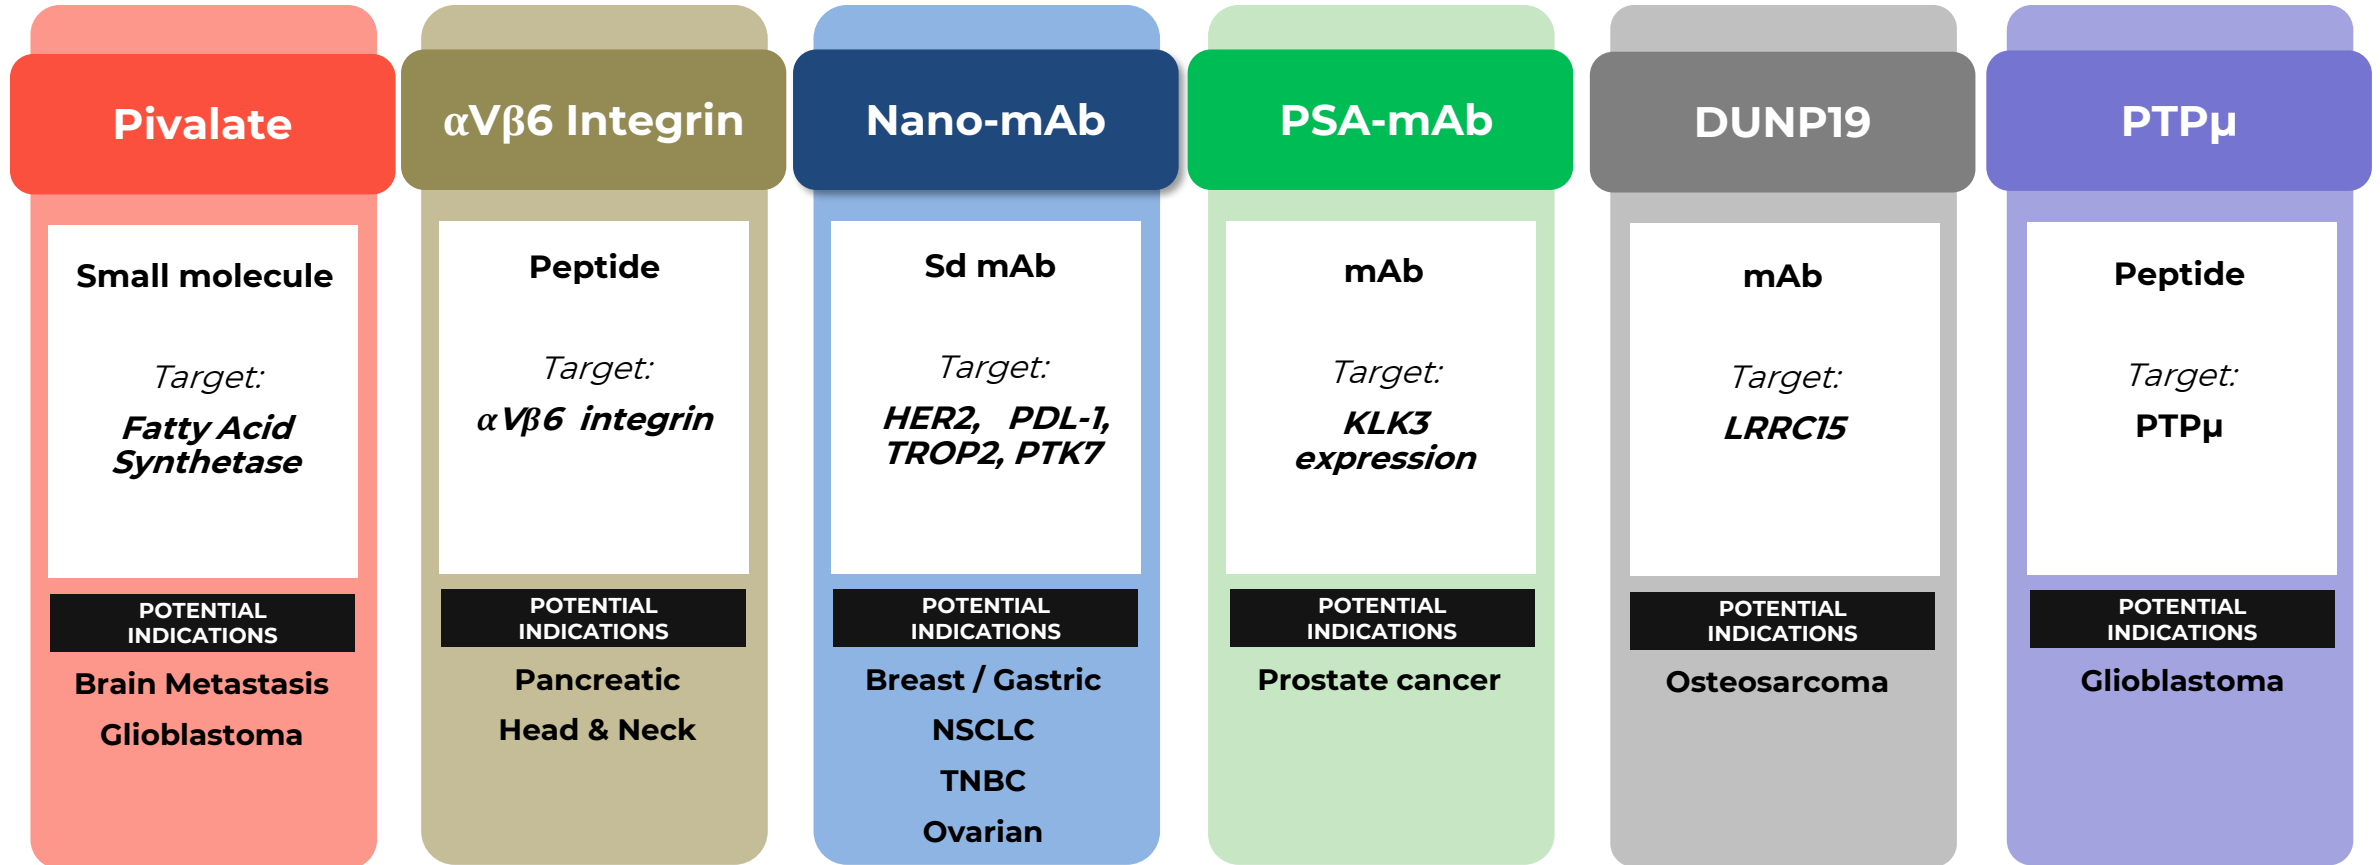 Pivalate
Small molecule
Target:
Fatty Acid
Synthetase
POTENTIAL
INDICATIONS
Brain Metastasis
Glioblastoma
αVβ6 Integrin
Peptide
Target:
αVβ6 integrin
POTENTIAL
INDICATIONS
Pancreatic
Head & Neck
Nano-mAb
Sd mAb
Target:
HER2, PDL-1,
TROP2, PTK7
POTENTIAL
INDICATIONS
Breast / Gastric
NSCLC
TNBC
Ovarian
PSA-mAb
mAb
Target:
KLK3
expression
POTENTIAL
INDICATIONS
Prostate cancer
DUNP19
mAb
Target:
LRRC15
POTENTIAL
INDICATIONS
Osteosarcoma
PTPµ
Peptide
Target:
PTPµ
POTENTIAL
INDICATIONS
Glioblastoma